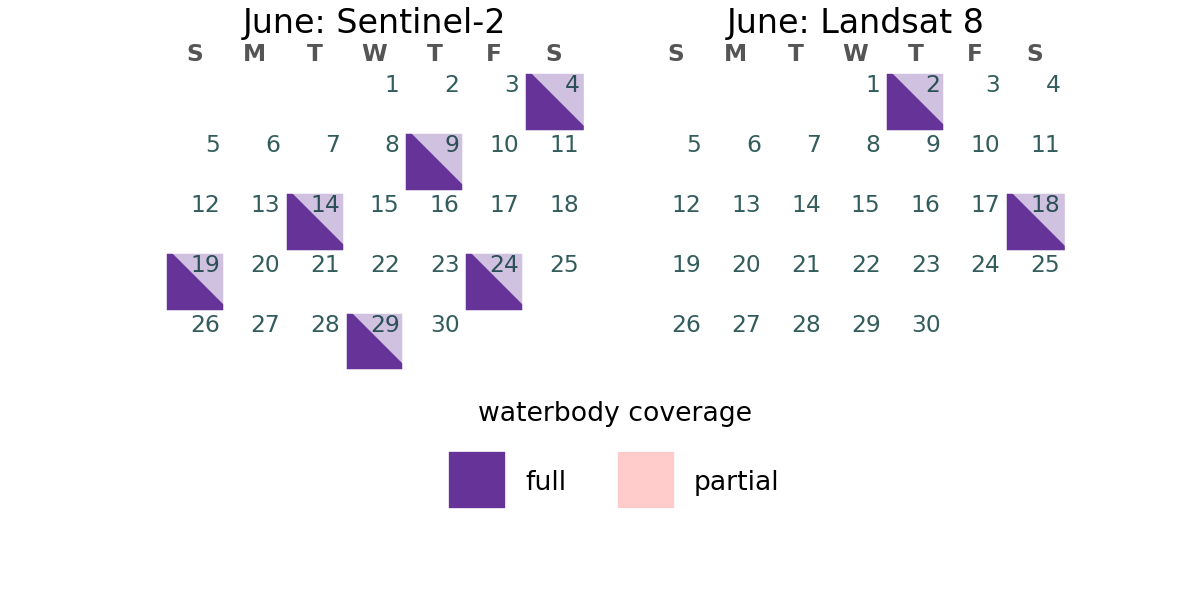 June: Sentinel-2
S M T W T F S
1 2 3 4
5 6 7 8 9 10 11
12 13 14 15 16 17 18
19 20 21 22 23 24 25
26 27 28 29 30
June: Landsat 8
S M T W T F S
1 2 3 4
5 6 7 8 9 10 11
12 13 14 15 16 17 18
19 20 21 22 23 24 25
26 27 28 29 30
waterbody coverage
full partial